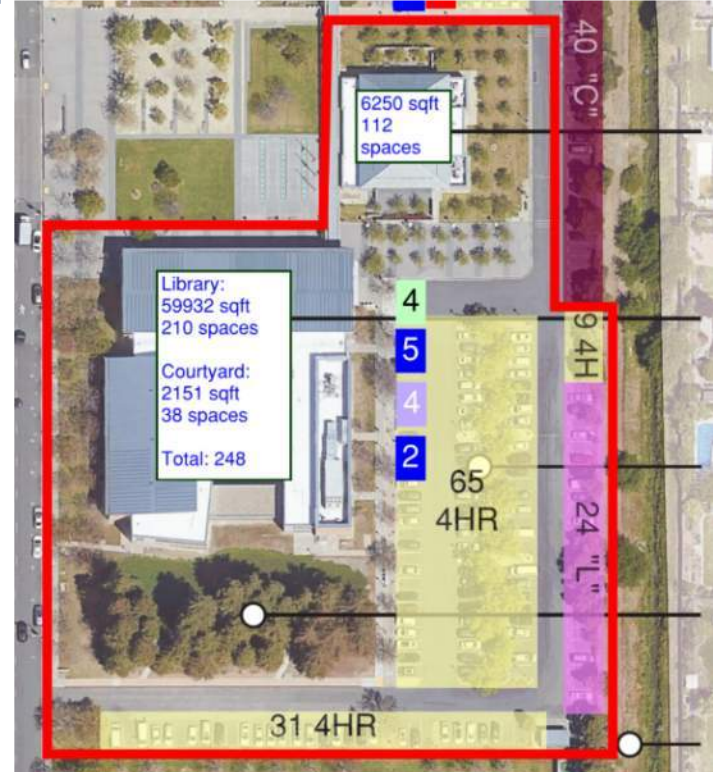 40 "C"
6250 sqft
112
spaces
Library:
59932 sqft
210 spaces
Courtyard:
2151 sqft
38 spaces
Total: 248
4
5
4
2
9 4H
65
4HR
24 "L"
31 4HR